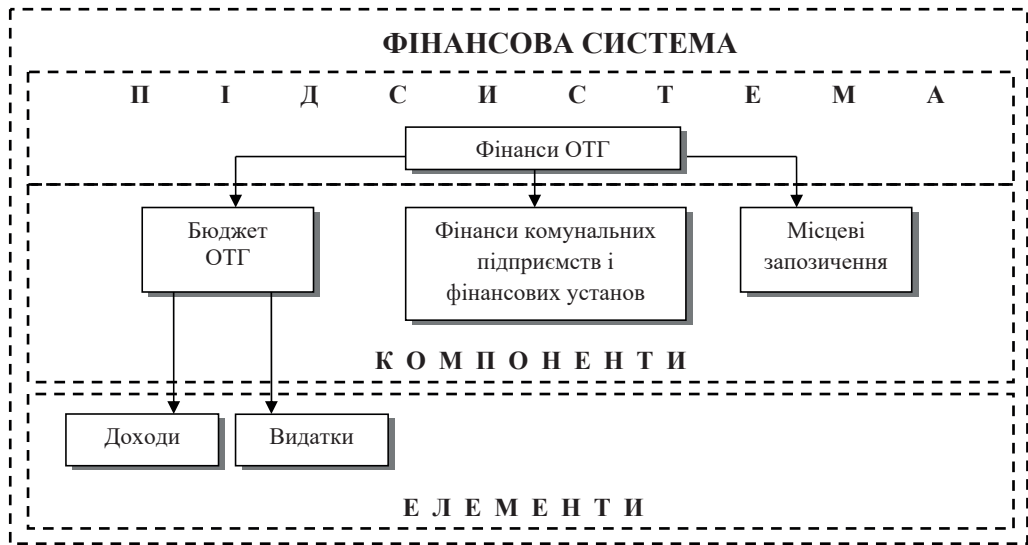 ФІНАНСОВА СИСТЕМА
П І Д С И С Т Е М А
Фінанси ОТГ
Бюджет
ОТГ
Фінанси комунальних
підприємств і
фінансових установ
Місцеві
запозичення
К О М П О Н Е Н Т И
Доходи
Видатки
Е Л Е М Е Н Т И